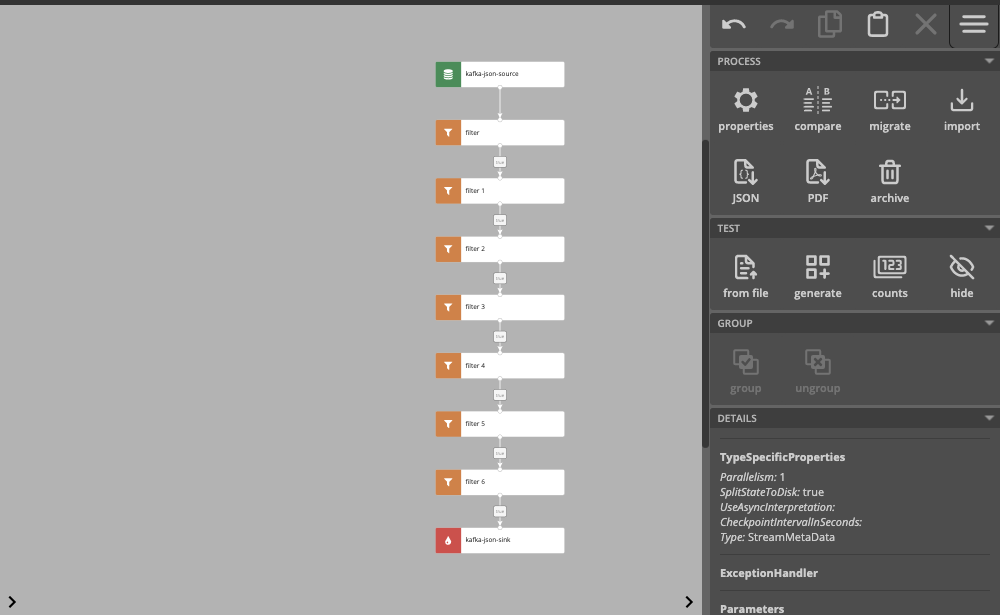 kafka-json-source
filter
true
filter 1
true
filter 2
true
filter 3
true
filter 4
true
filter 5
true
filter 6
true
kafka-json-sink
PROCESS
properties
A B
compare
migrate
import
{}
JSON
PDF
archive
TEST
from file
generate
123
counts
hide
GROUP
group
ungroup
DETAILS
TypeSpecificProperties
Parallelism: 1
SplitStateToDisk: true
UseAsyncInterpretation:
CheckpointIntervalInSeconds:
Type: StreamMetaData
ExceptionHandler
Parameters